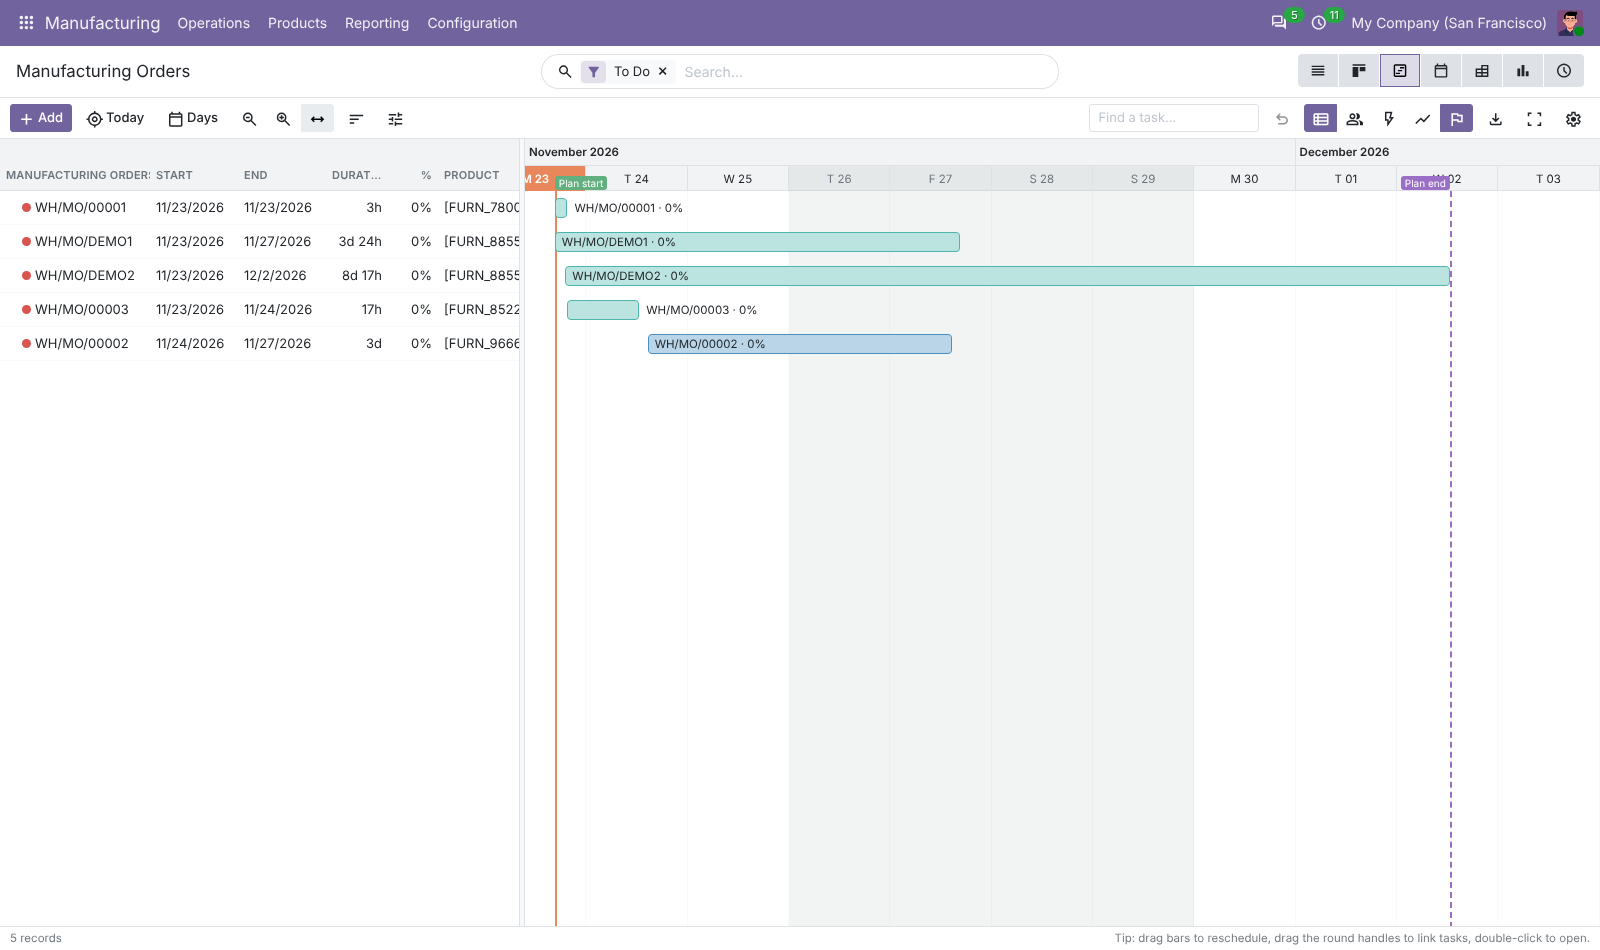 Manufacturing Operations Products Reporting Configuration 5 11 My Company (San Francisco)
Manufacturing Orders To Do Search...
Add Today Days Find a task...
November 2026 December 2026
MANUFACTURING ORDER START END DURAT... % PRODUCT
M 23 Plan start T 24 W 25 T 26 F 27 S 28 S 29 M 30 T 01 Plan end 02 T 03
WH/MO/00001 11/23/2026 11/23/2026 3h 0% [FURN_7800 WH/MO/00001 · 0%
WH/MO/DEMO1 11/23/2026 11/27/2026 3d 24h 0% [FURN_8855 WH/MO/DEMO1 · 0%
WH/MO/DEMO2 11/23/2026 12/2/2026 8d 17h 0% [FURN_8855 WH/MO/DEMO2 · 0%
WH/MO/00003 11/23/2026 11/24/2026 17h 0% [FURN_8522 WH/MO/00003 · 0%
WH/MO/00002 11/24/2026 11/27/2026 3d 0% [FURN_9666 WH/MO/00002 · 0%
5 records Tip: drag bars to reschedule, drag the round handles to link tasks, double-click to open.